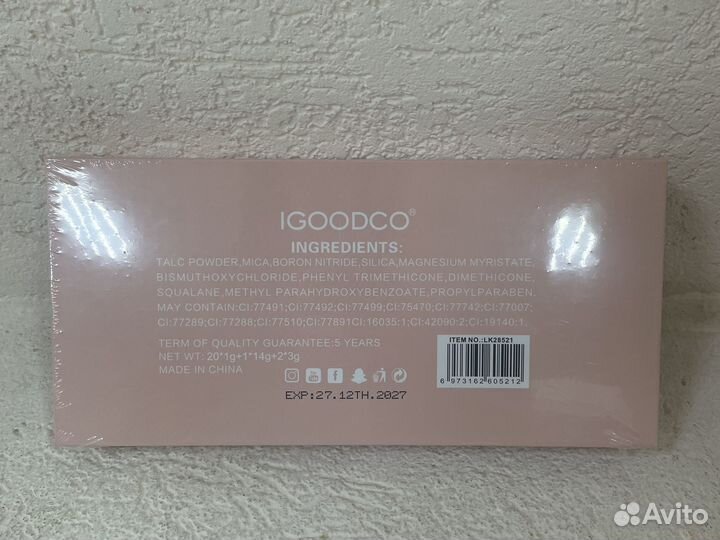 IGOODCO®
INGREDIENTS:
TALC POWDER,MICA,BORON NITRIDE,SILICA,MAGNESIUM MYRISTATE,
BISMUTHOXYCHLORIDE,PHENYL TRIMETHICONE,DIMETHICONE,
SQUALANE,METHYL PARAHYDROXYBENZOATE,PROPYLPARABEN.
MAY CONTAIN:CI:77491;CI:77492;CI:77499;CI:75470;CI:77742;CI:77007;
CI:77289;CI:77288;CI:77510;CI:77891CI:16035:1;CI:42090:2;CI:19140:1,
TERM OF QUALITY GUARANTEE:5 YEARS
NET WT: 20*1g+1*14g+2*3g
MADE IN CHINA
ITEM NO.:LK28521
6 973162 605212
You Tube
EXP:27.12TH.2027
Avito